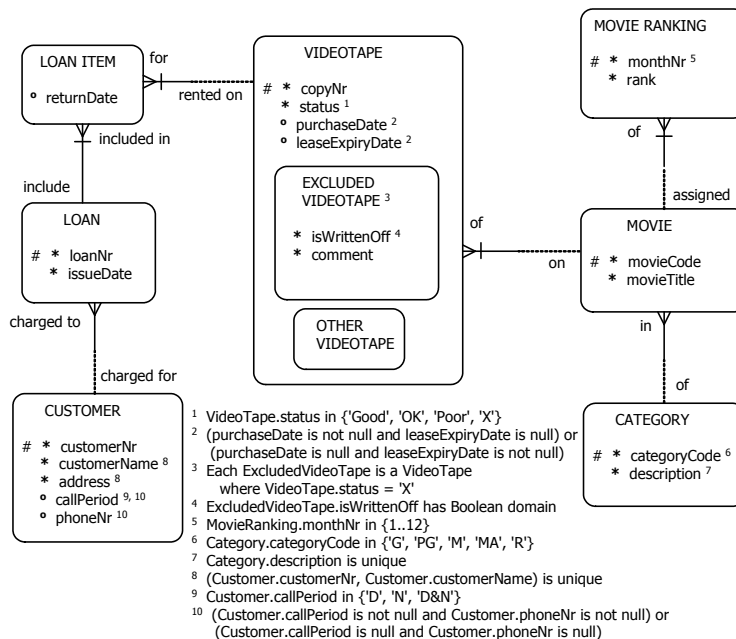 LOAN ITEM
° returnDate
for
rented on
included in
include
LOAN
# * loanNr
* issueDate
charged to
charged for
CUSTOMER
# * customerNr
* customerName 8
* address 8
° callPeriod 9, 10
° phoneNr 10
VIDEOTAPE
# * copyNr
* status 1
° purchaseDate 2
° leaseExpiryDate 2
EXCLUDED
VIDEOTAPE 3
* isWrittenOff 4
* comment
OTHER
VIDEOTAPE
of
on
MOVIE RANKING
# * monthNr 5
* rank
of
assigned
MOVIE
# * movieCode
* movieTitle
in
of
CATEGORY
# * categoryCode 6
* description 7
1 VideoTape.status in {'Good', 'OK', 'Poor', 'X'}
2 (purchaseDate is not null and leaseExpiryDate is null) or
(purchaseDate is null and leaseExpiryDate is not null)
3 Each ExcludedVideoTape is a VideoTape
where VideoTape.status = 'X'
4 ExcludedVideoTape.isWrittenOff has Boolean domain
5 MovieRanking.monthNr in {1..12}
6 Category.categoryCode in {'G', 'PG', 'M', 'MA', 'R'}
7 Category.description is unique
8 (Customer.customerNr, Customer.customerName) is unique
9 Customer.callPeriod in {'D', 'N', 'D&N'}
10 (Customer.callPeriod is not null and Customer.phoneNr is not null) or
(Customer.callPeriod is null and Customer.phoneNr is null)